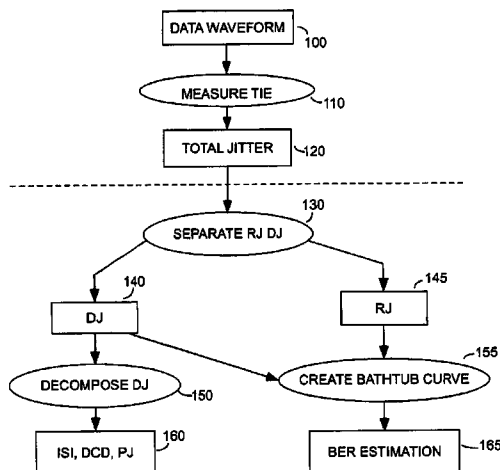 DATA WAVEFORM
100
MEASURE TIE
110
TOTAL JITTER
120
130
SEPARATE RJ DJ
140
145
DJ
RJ
155
DECOMPOSE DJ
CREATE BATHTUB CURVE
150
ISI, DCD, PJ
160
BER ESTIMATION
165